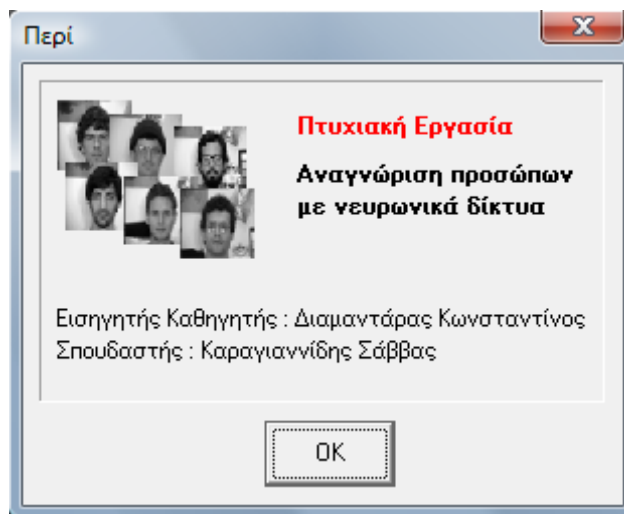 Περί
Πτυχιακή Εργασία
Αναγνώριση προσώπων
με νευρωνικά δίκτυα
Εισηγητής Καθηγητής : Διαμαντάρας Κωνσταντίνος
Σπουδαστής : Καραγιαννίδης Σάββας
OK